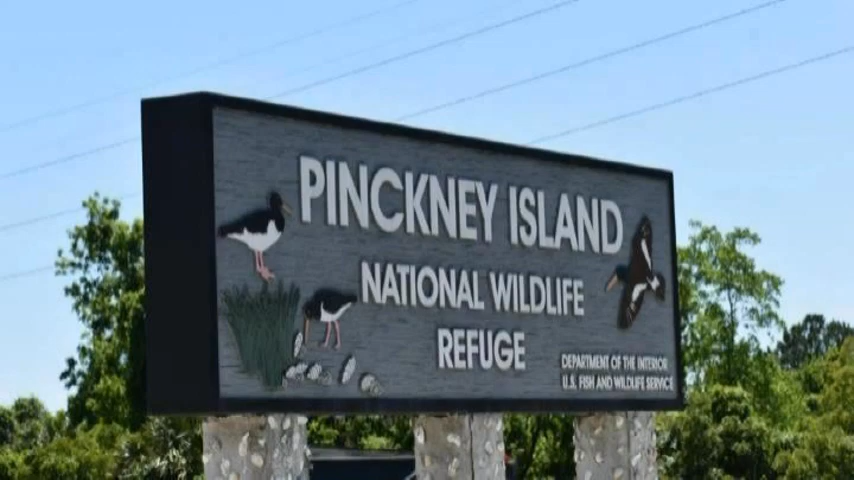 PINCKNEY ISLAND
NATIONAL WILDLIFE
REFUGE
DEPARTMENT OF THE INTERIOR
U.S. FISH AND WILDLIFE SERVICE